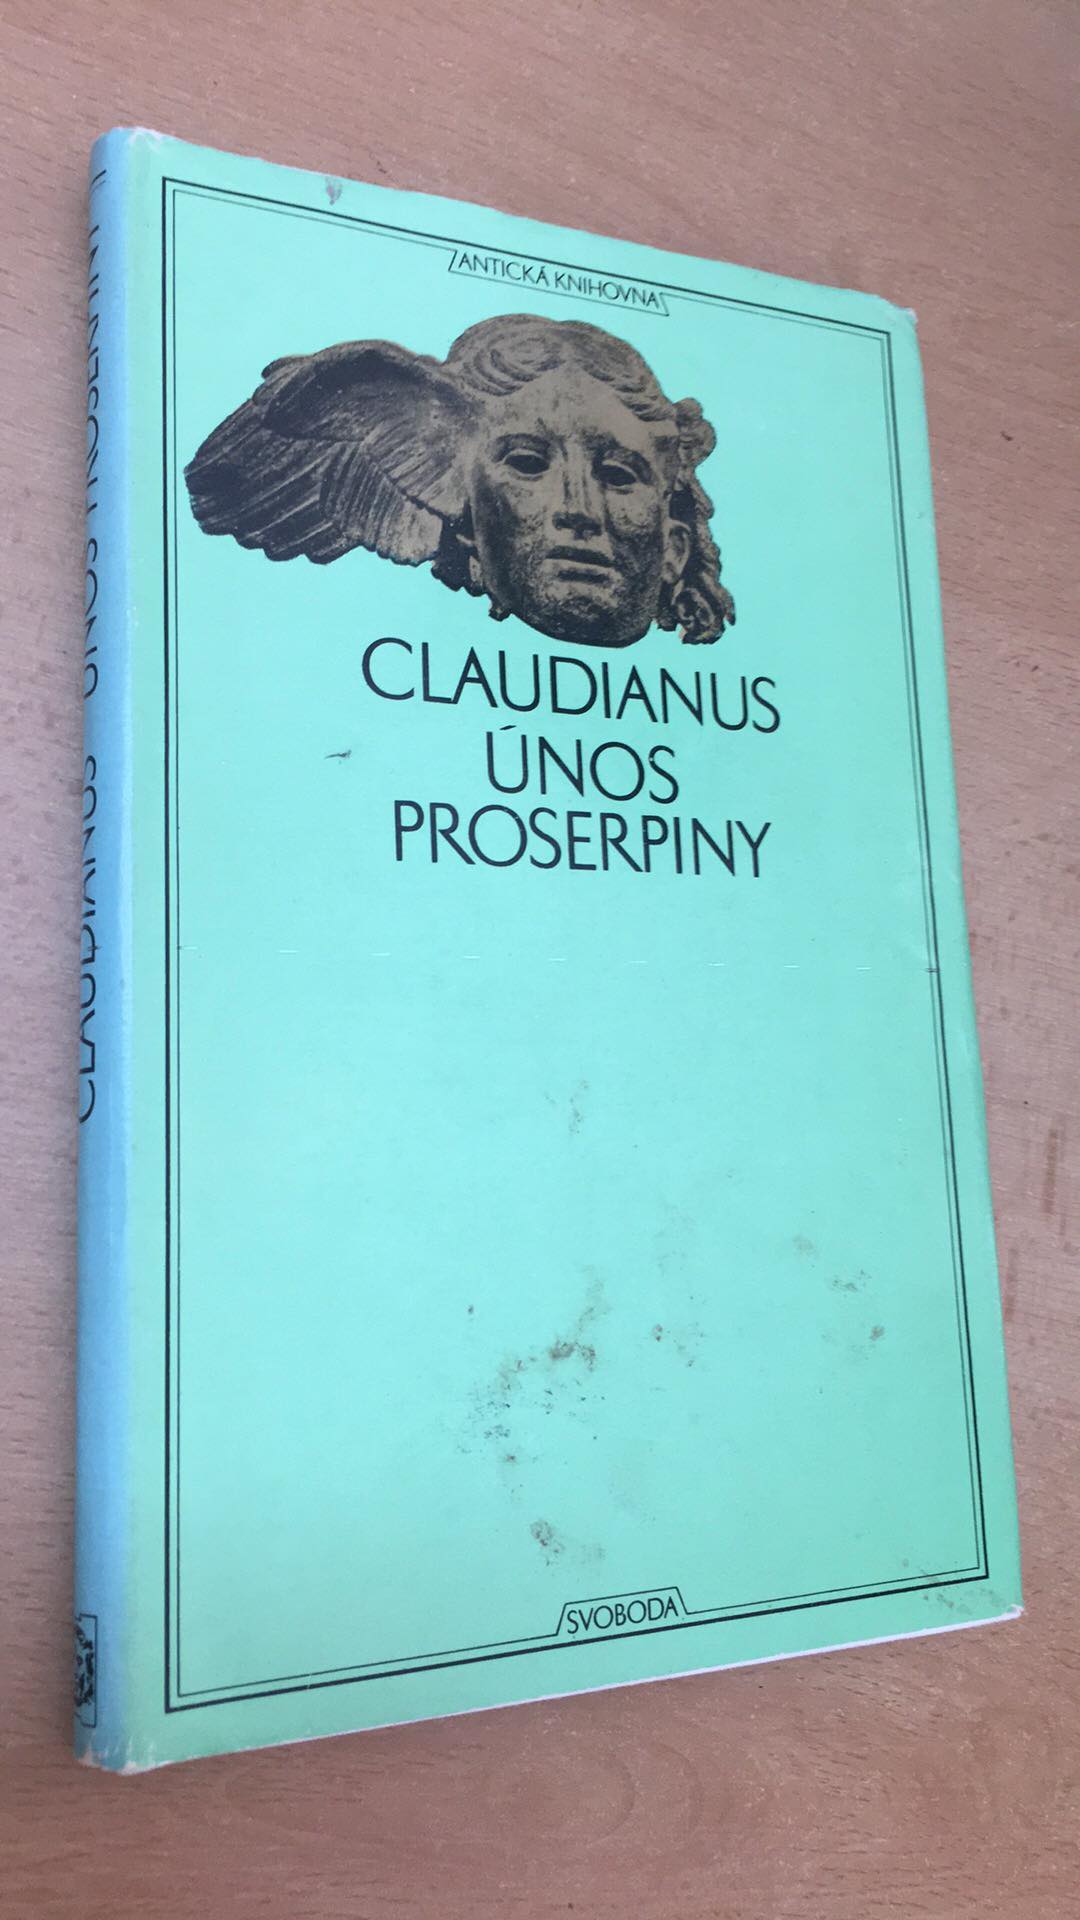 ANTICKÁ KNIHOVNA
CLAUDIANUS
ÚNOS
PROSERPINY
SVOBODA
CLAUDIANUS ÚNOS PROSERPINY